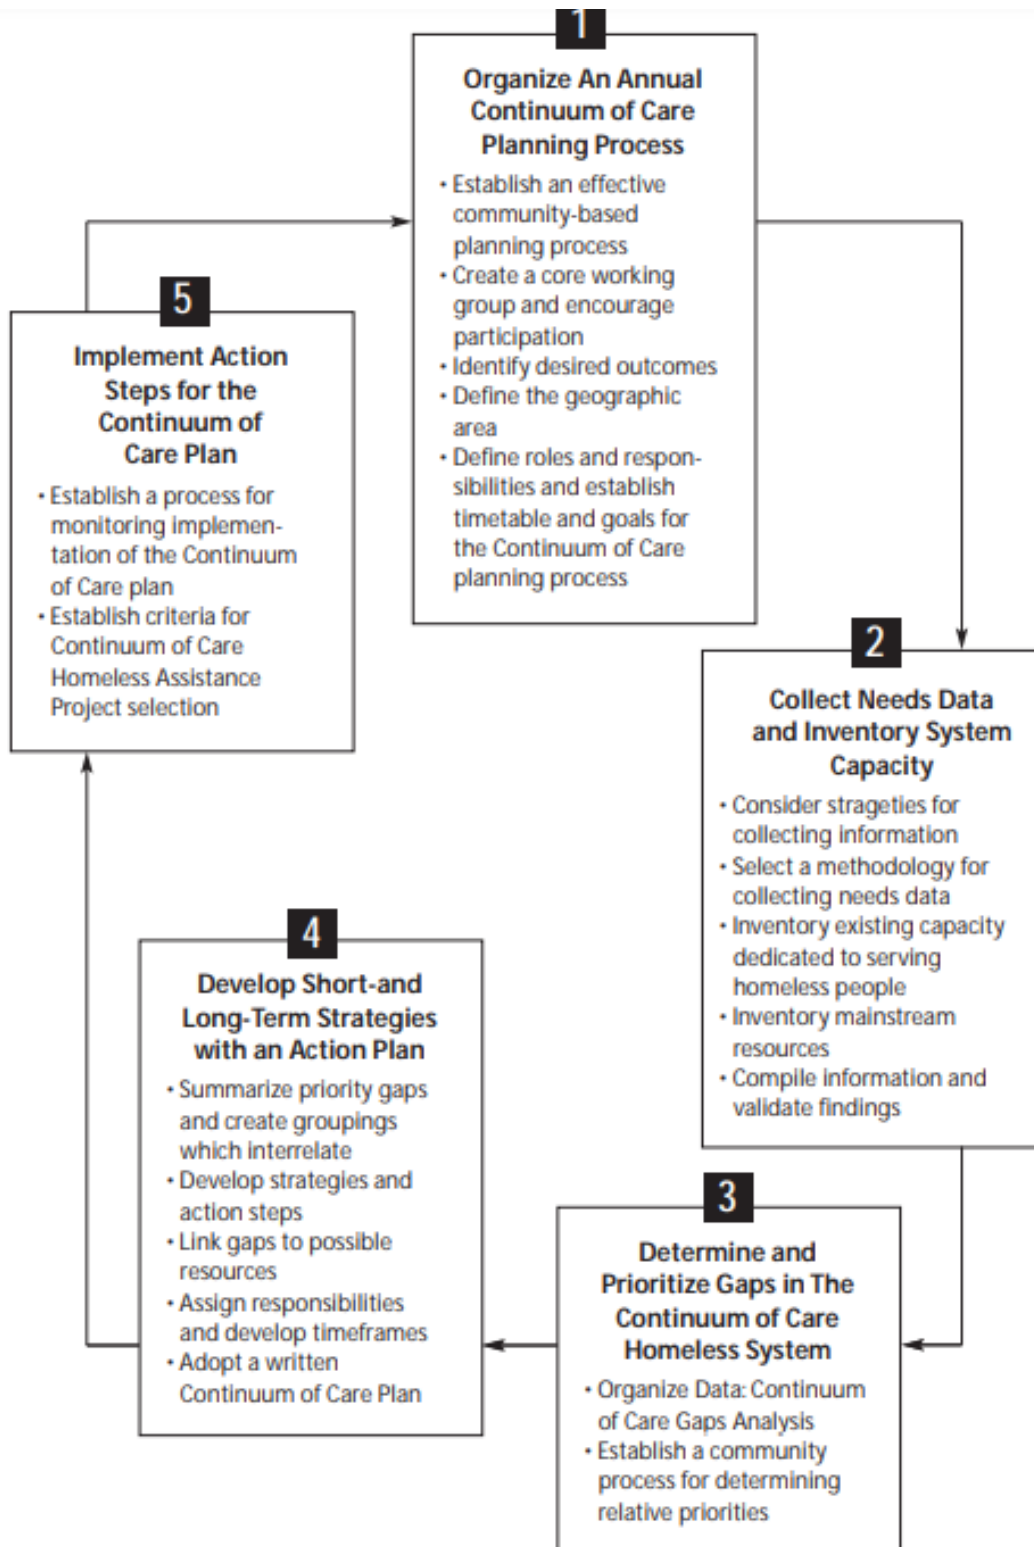 1
Organize An Annual
Continuum of Care
Planning Process
• Establish an effective
community-based
planning process
• Create a core working
group and encourage
participation
• Identify desired outcomes
• Define the geographic
area
• Define roles and respon-
sibilities and establish
timetable and goals for
the Continuum of Care
planning process
2
Collect Needs Data
and Inventory System
Capacity
• Consider strageties for
collecting information
• Select a methodology for
collecting needs data
• Inventory existing capacity
dedicated to serving
homeless people
• Inventory mainstream
resources
• Compile information and
validate findings
3
Determine and
Prioritize Gaps in The
Continuum of Care
Homeless System
• Organize Data: Continuum
of Care Gaps Analysis
• Establish a community
process for determining
relative priorities
4
Develop Short-and
Long-Term Strategies
with an Action Plan
• Summarize priority gaps
and create groupings
which interrelate
• Develop strategies and
action steps
• Link gaps to possible
resources
• Assign responsibilities
and develop timeframes
• Adopt a written
Continuum of Care Plan
5
Implement Action
Steps for the
Continuum of
Care Plan
• Establish a process for
monitoring implemen-
tation of the Continuum
of Care plan
• Establish criteria for
Continuum of Care
Homeless Assistance
Project selection